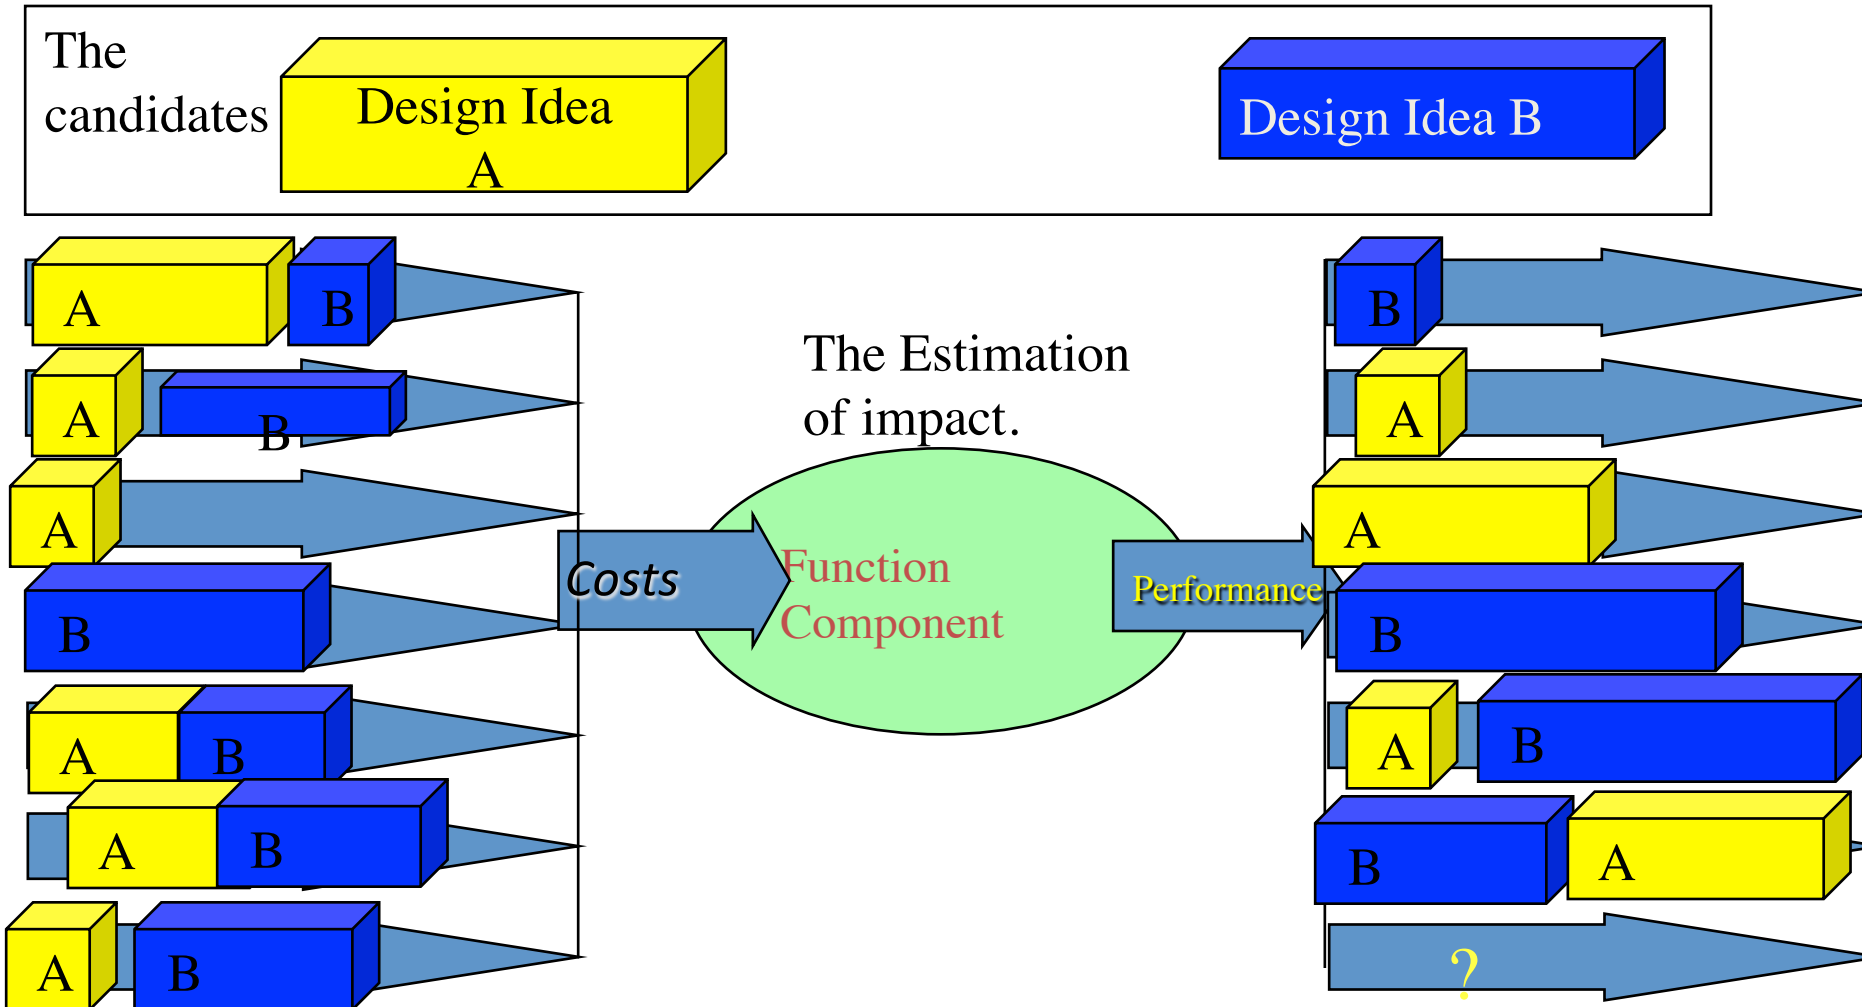 The
candidates
Design Idea
A
Design Idea B
A
B
A
B
A
B
A
B
A
B
A
B
The Estimation
of impact.
Costs
Function
Component
Performance
B
A
A
B
A
B
B
A
?